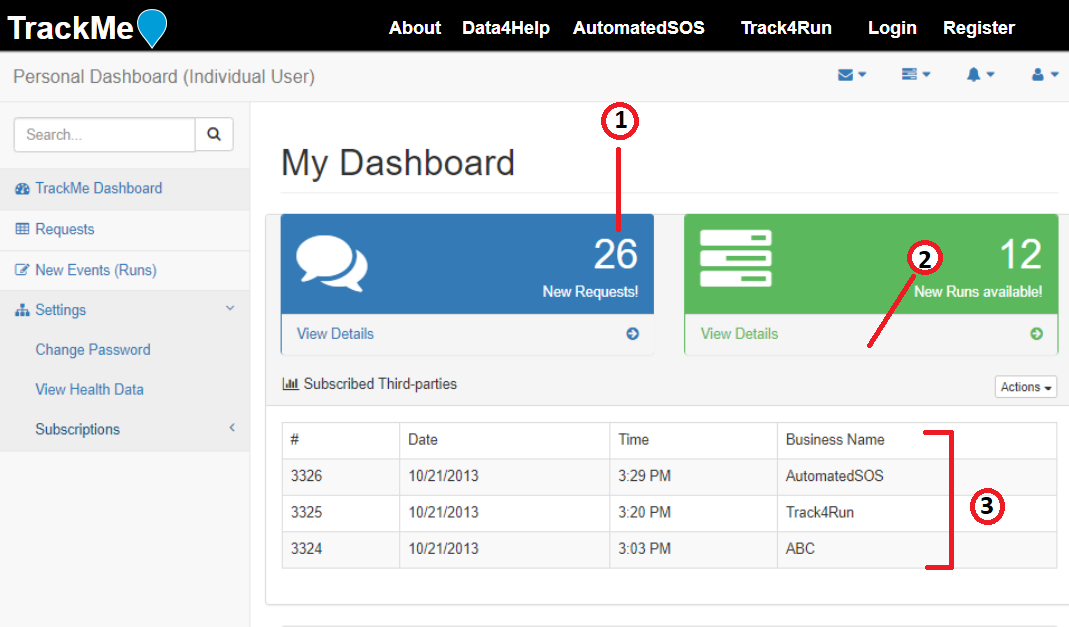 TrackMe About Data4Help AutomatedSOS Track4Run Login Register
Personal Dashboard (Individual User)
Search...
TrackMe Dashboard
Requests
New Events (Runs)
Settings
Change Password
View Health Data
Subscriptions
1
My Dashboard
26
New Requests!
View Details
2
12
New Runs available!
View Details
Subscribed Third-parties
Actions
# Date Time Business Name
3326 10/21/2013 3:29 PM AutomatedSOS
3325 10/21/2013 3:20 PM Track4Run
3324 10/21/2013 3:03 PM ABC
3